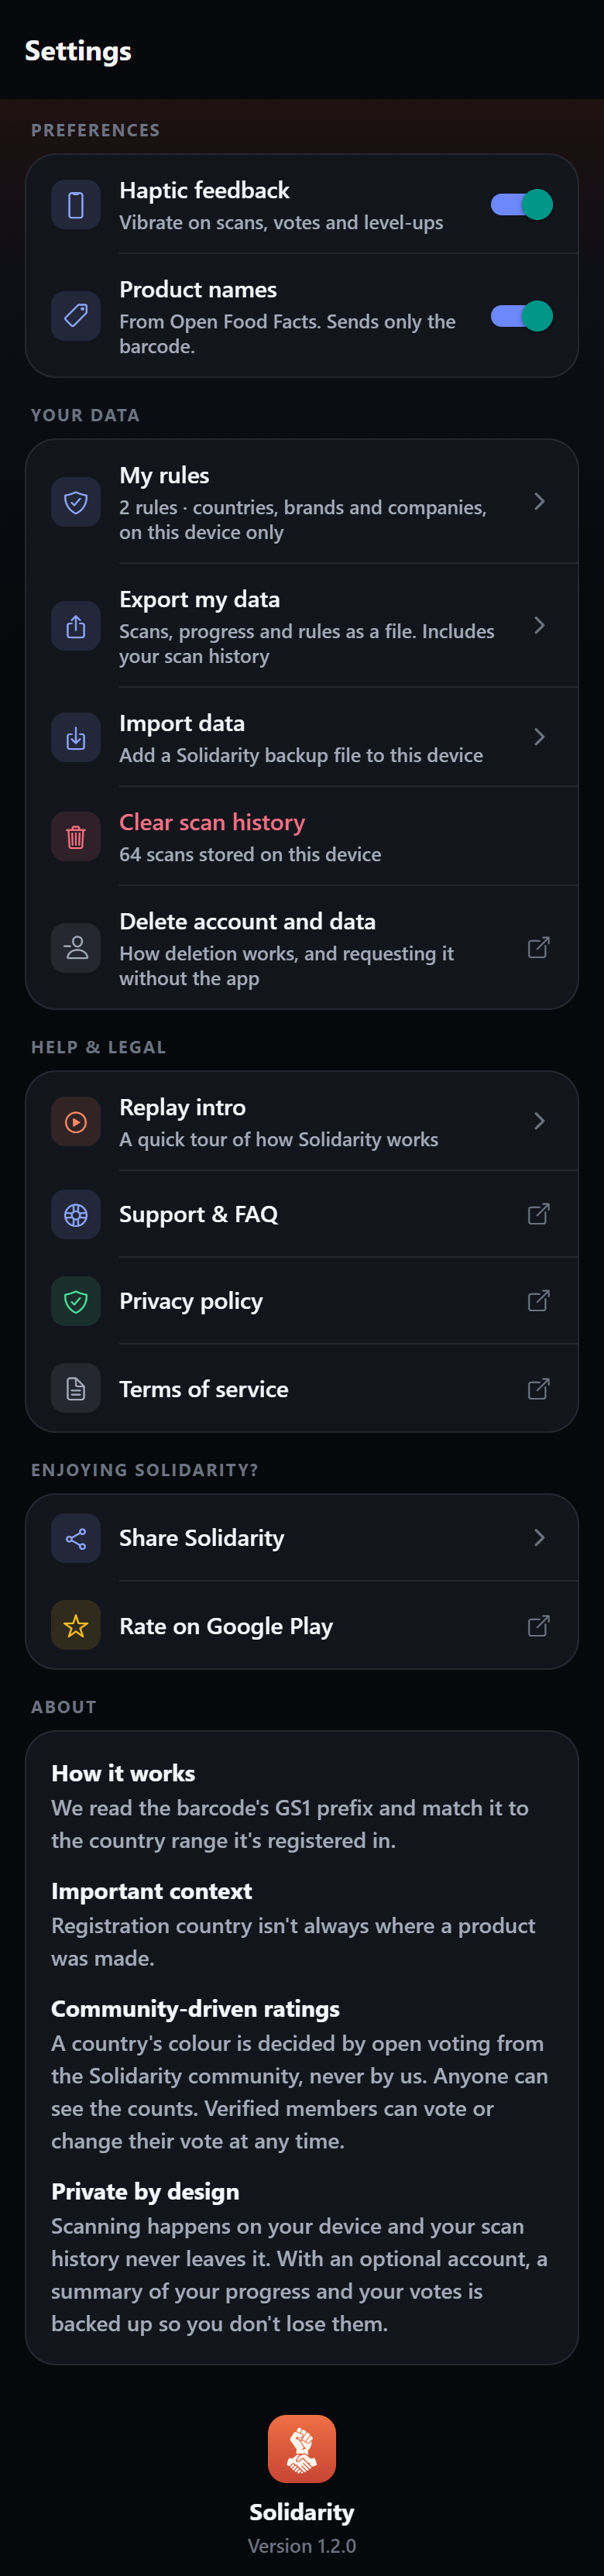 Settings
PREFERENCES
Haptic feedback
Vibrate on scans, votes and level-ups
Product names
From Open Food Facts. Sends only the
barcode.
YOUR DATA
My rules
2 rules · countries, brands and companies,
on this device only
Export my data
Scans, progress and rules as a file. Includes
your scan history
Import data
Add a Solidarity backup file to this device
Clear scan history
64 scans stored on this device
Delete account and data
How deletion works, and requesting it
without the app
HELP & LEGAL
Replay intro
A quick tour of how Solidarity works
Support & FAQ
Privacy policy
Terms of service
ENJOYING SOLIDARITY?
Share Solidarity
Rate on Google Play
ABOUT
How it works
We read the barcode's GS1 prefix and match it to
the country range it's registered in.
Important context
Registration country isn't always where a product
was made.
Community-driven ratings
A country's colour is decided by open voting from
the Solidarity community, never by us. Anyone can
see the counts. Verified members can vote or
change their vote at any time.
Private by design
Scanning happens on your device and your scan
history never leaves it. With an optional account, a
summary of your progress and your votes is
backed up so you don't lose them.
Solidarity
Version 1.2.0